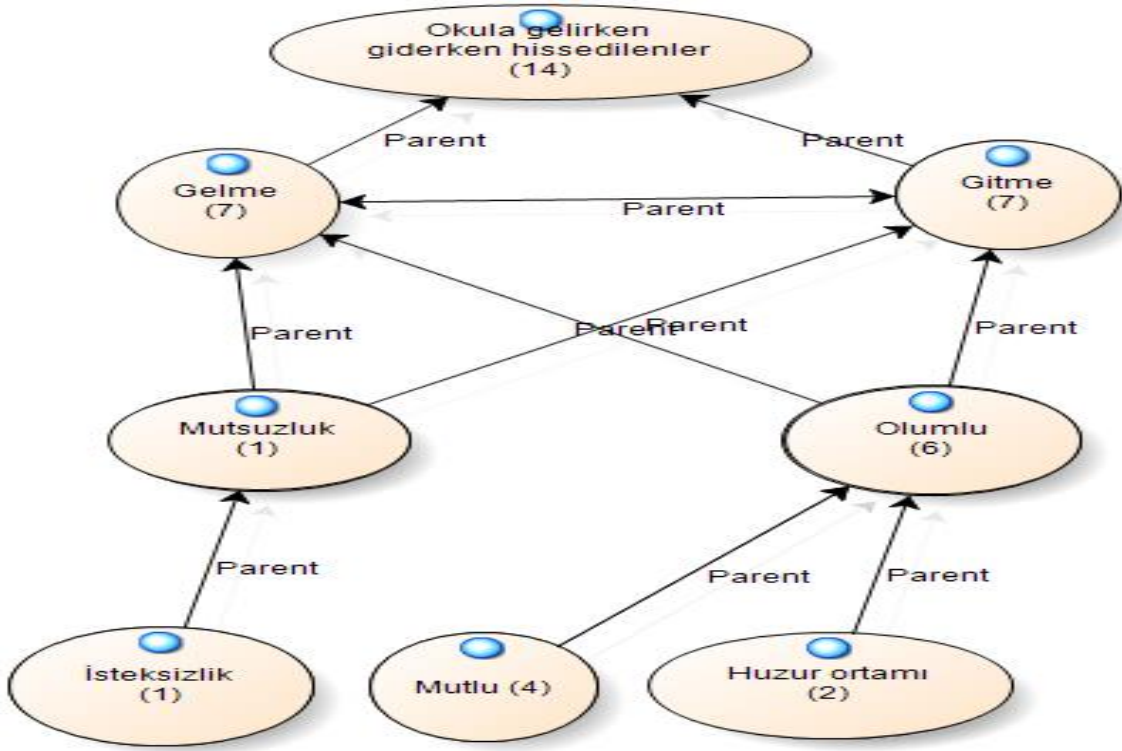 Okula gelirken
giderken hissedilenler
(14)
Parent
Parent
Gelme
(7)
Gitme
(7)
Parent
Parent
Parent
Parent
Parent
Mutsuzluk
(1)
Olumlu
(6)
Parent
Parent
Parent
İsteksizlik
(1)
Mutlu (4)
Huzur ortamı
(2)